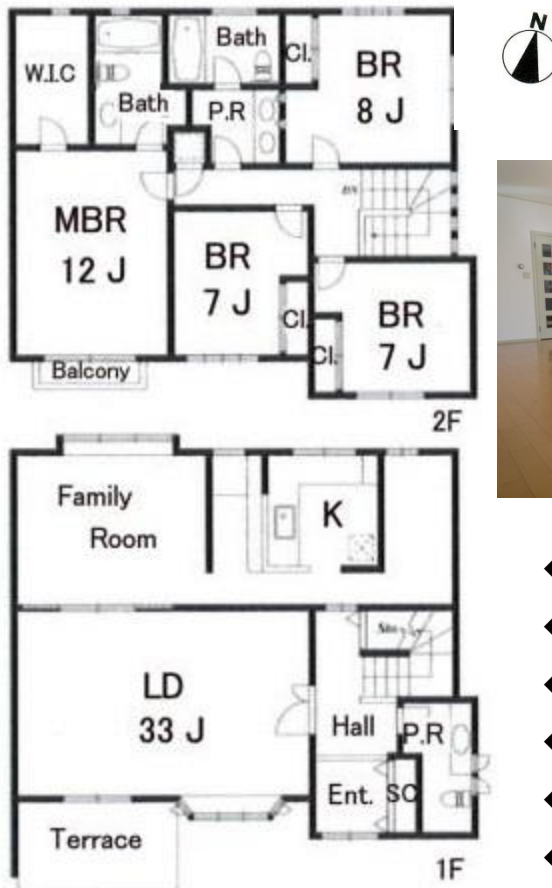 N
W.I.C
Bath
Bath
Cl.
BR
8 J
P.R
MBR
12 J
BR
7 J
Cl.
BR
7 J
Cl.
Balcony
2F
Family
Room
K
LD
33 J
Hall
P.R
Ent.
SC
Terrace
1F